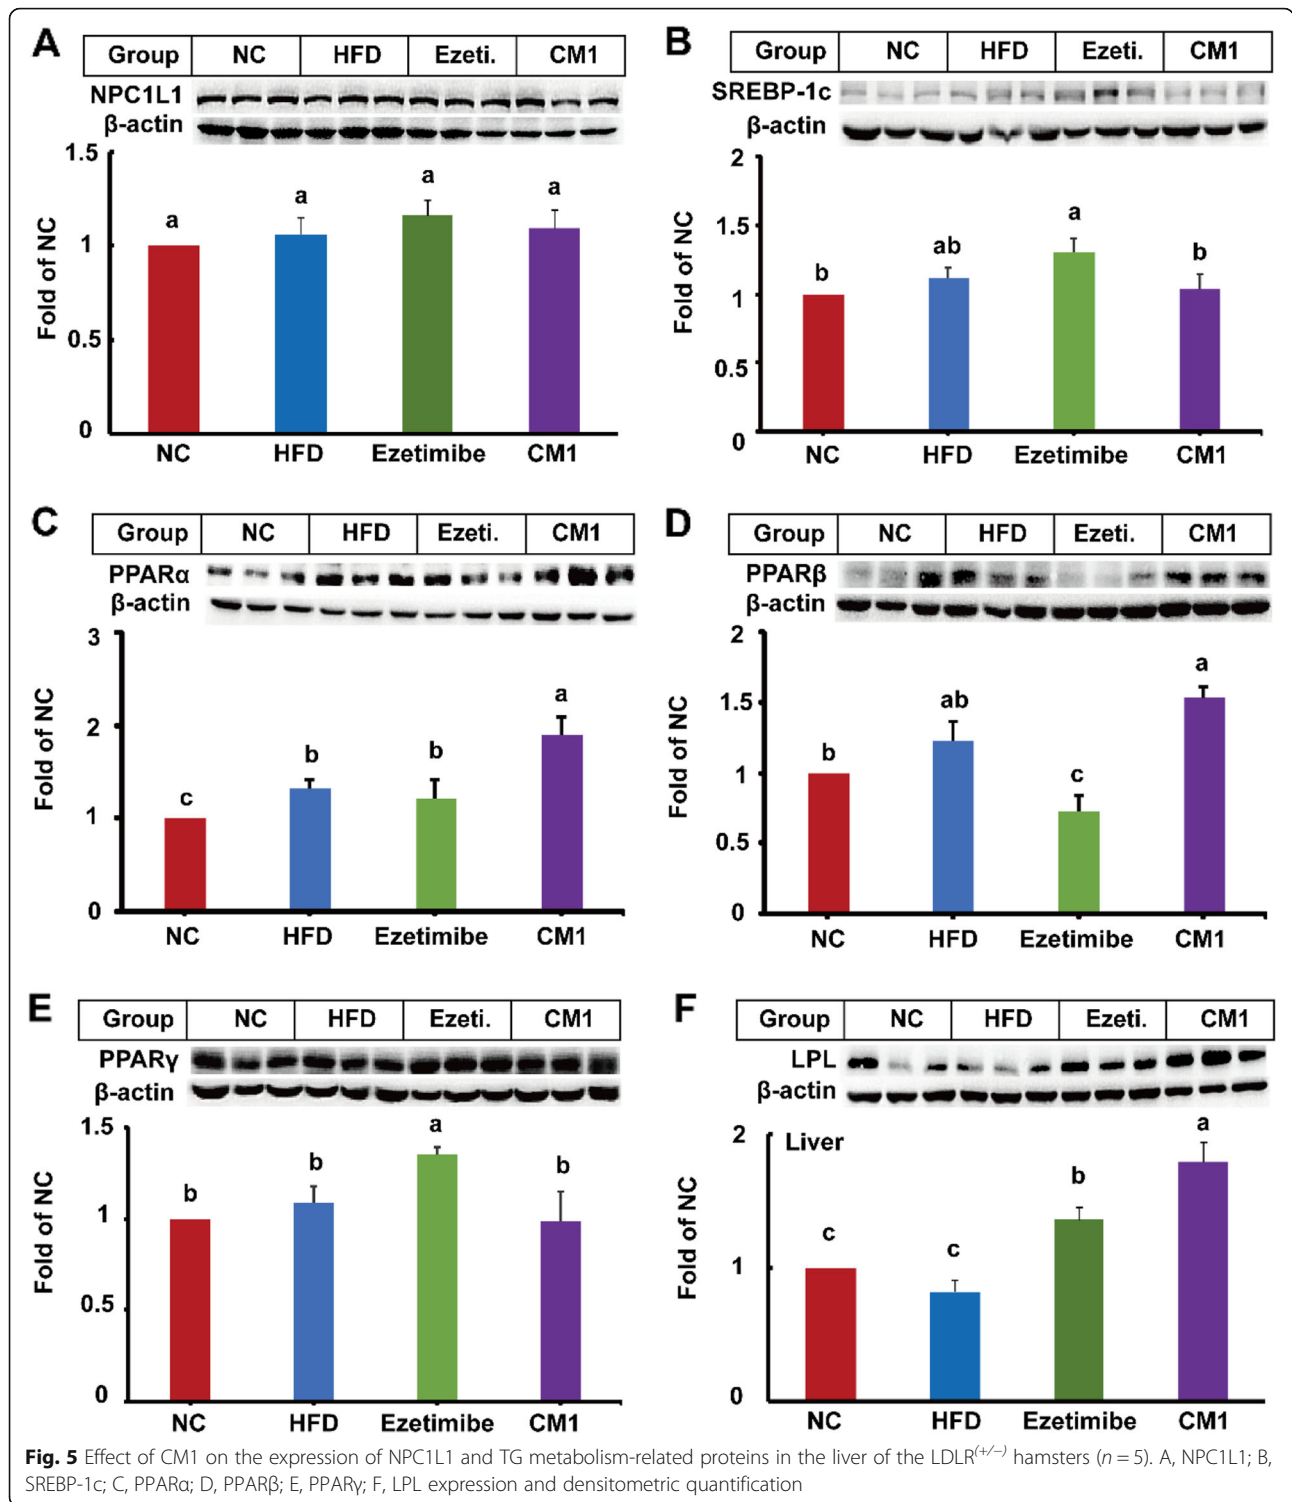 A
Group NC HFD Ezeti. CM1
NPC1L1
β-actin
1.5
1
0.5
0
Fold of NC
a a a a
NC HFD Ezetimibe CM1
B
Group NC HFD Ezeti. CM1
SREBP-1c
β-actin
2
1.5
1
0.5
0
Fold of NC
b ab a b
NC HFD Ezetimibe CM1
C
Group NC HFD Ezeti. CM1
PPARα
β-actin
3
2
1
0
Fold of NC
c b b a
NC HFD Ezetimibe CM1
D
Group NC HFD Ezeti. CM1
PPARβ
β-actin
2
1.5
1
0.5
0
Fold of NC
b ab c a
NC HFD Ezetimibe CM1
E
Group NC HFD Ezeti. CM1
PPARγ
β-actin
1.5
1
0.5
0
Fold of NC
b b a b
NC HFD Ezetimibe CM1
F
Group NC HFD Ezeti. CM1
LPL
β-actin
Liver
2
1
0
Fold of NC
c c b a
NC HFD Ezetimibe CM1
Fig. 5 Effect of CM1 on the expression of NPC1L1 and TG metabolism-related proteins in the liver of the LDLR(+/−) hamsters (n = 5). A, NPC1L1; B,
SREBP-1c; C, PPARα; D, PPARβ; E, PPARγ; F, LPL expression and densitometric quantification